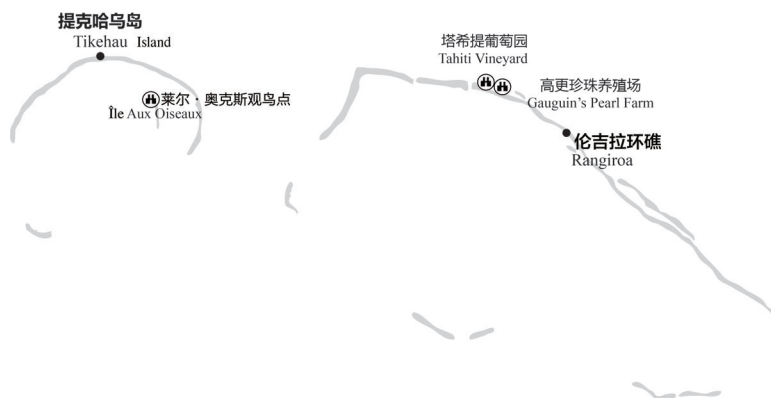 提克哈乌岛
Tikehau Island
莱尔·奥克斯观鸟点
Île Aux Oiseaux
塔希提葡萄园
Tahiti Vineyard
高更珍珠养殖场
Gauguin's Pearl Farm
伦吉拉环礁
Rangiroa